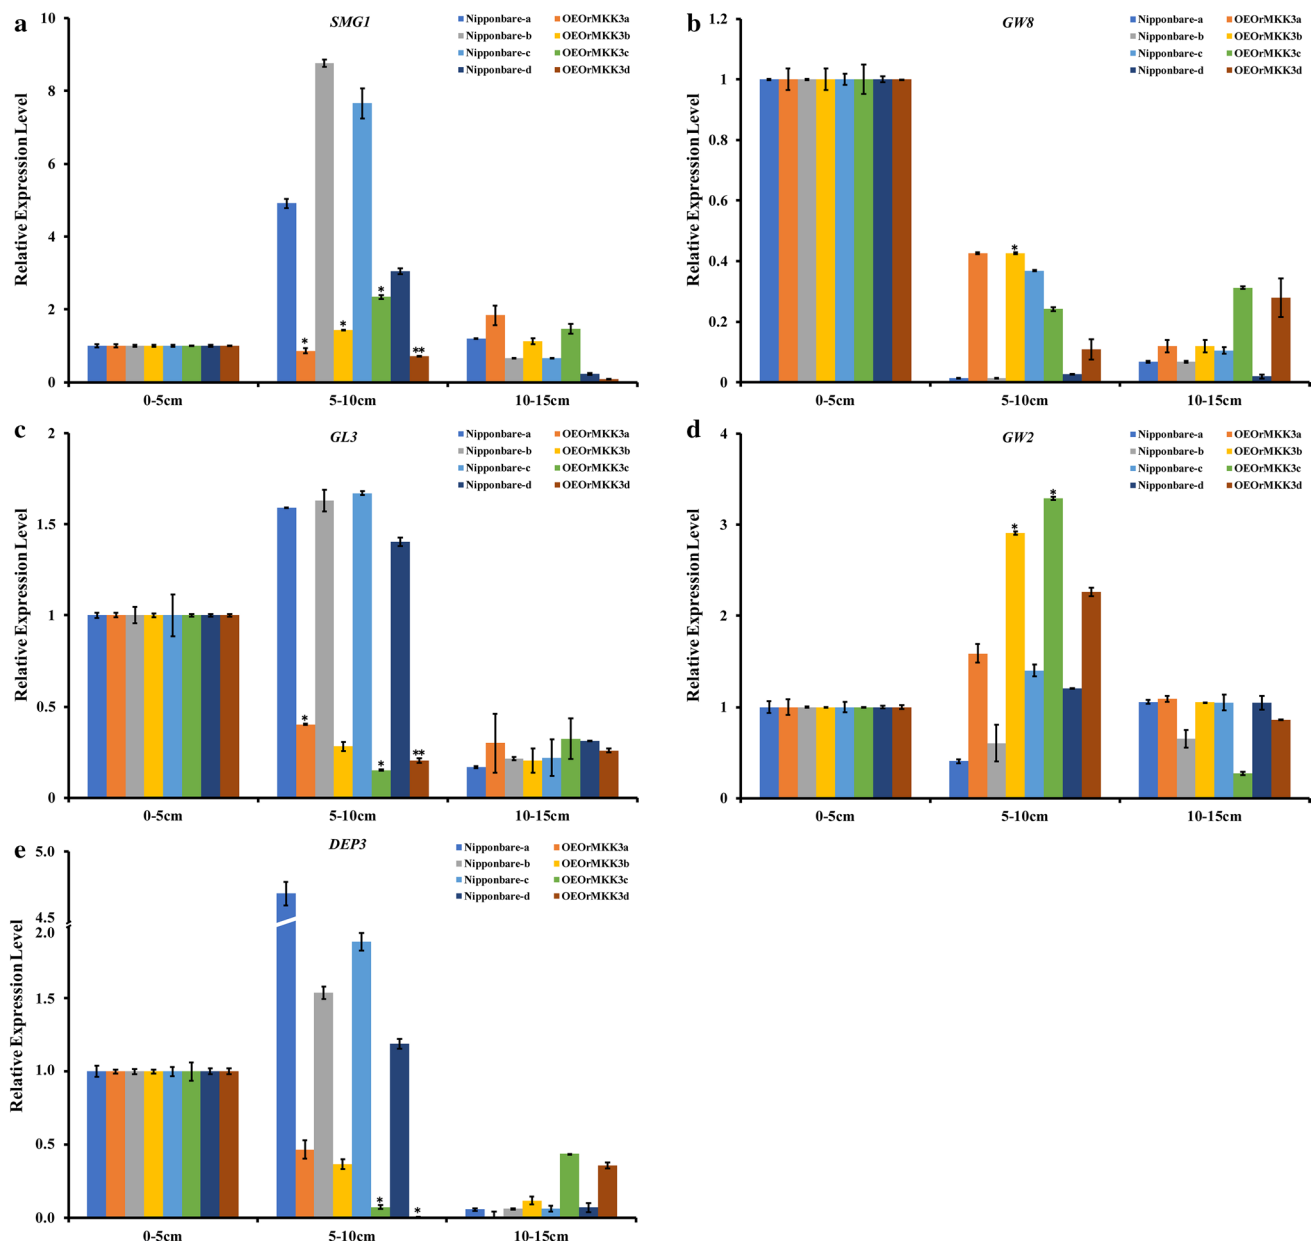 a
SMG1
Nipponbare-a OEOrMKK3a
Nipponbare-b OEOrMKK3b
Nipponbare-c OEOrMKK3c
Nipponbare-d OEOrMKK3d
Relative Expression Level
10
8
6
4
2
0
* * * **
0-5cm 5-10cm 10-15cm
b
GW8
Nipponbare-a OEOrMKK3a
Nipponbare-b OEOrMKK3b
Nipponbare-c OEOrMKK3c
Nipponbare-d OEOrMKK3d
Relative Expression Level
1.2
1
0.8
0.6
0.4
0.2
0
*
0-5cm 5-10cm 10-15cm
c
GL3
Nipponbare-a OEOrMKK3a
Nipponbare-b OEOrMKK3b
Nipponbare-c OEOrMKK3c
Nipponbare-d OEOrMKK3d
Relative Expression Level
2
1.5
1
0.5
0
* * **
0-5cm 5-10cm 10-15cm
d
GW2
Nipponbare-a OEOrMKK3a
Nipponbare-b OEOrMKK3b
Nipponbare-c OEOrMKK3c
Nipponbare-d OEOrMKK3d
Relative Expression Level
4
3
2
1
0
* *
0-5cm 5-10cm 10-15cm
e
DEP3
Nipponbare-a OEOrMKK3a
Nipponbare-b OEOrMKK3b
Nipponbare-c OEOrMKK3c
Nipponbare-d OEOrMKK3d
Relative Expression Level
5.0
4.5
2.0
1.5
1.0
0.5
0.0
* *
0-5cm 5-10cm 10-15cm